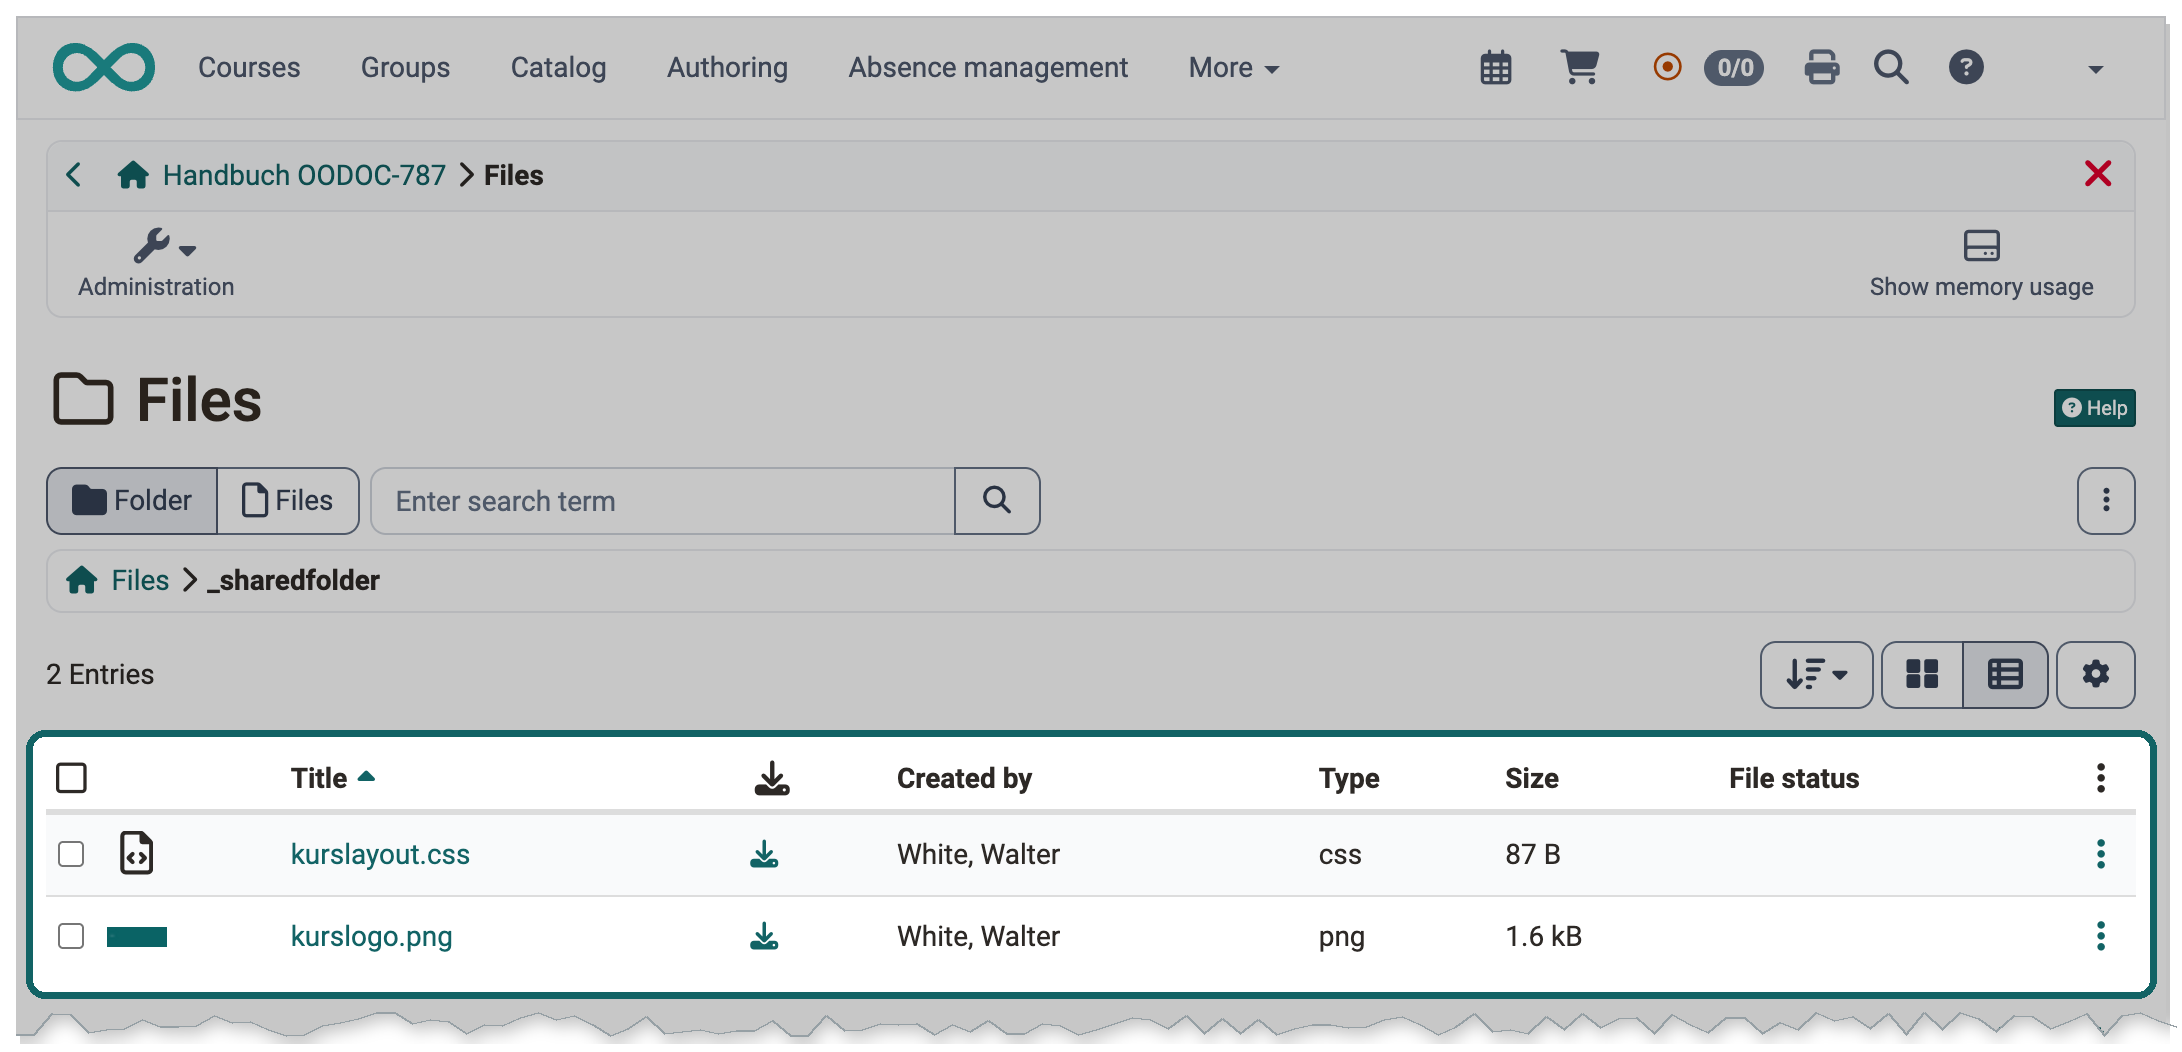 Courses Groups Catalog Authoring Absence management More 0/0 ?
Handbuch OODOC-787 > Files
Administration Show memory usage
Files
? Help
Folder Files Enter search term
Files > _sharedfolder
2 Entries
Title Created by Type Size File status
kurslayout.css White, Walter css 87 B
kurslogo.png White, Walter png 1.6 kB